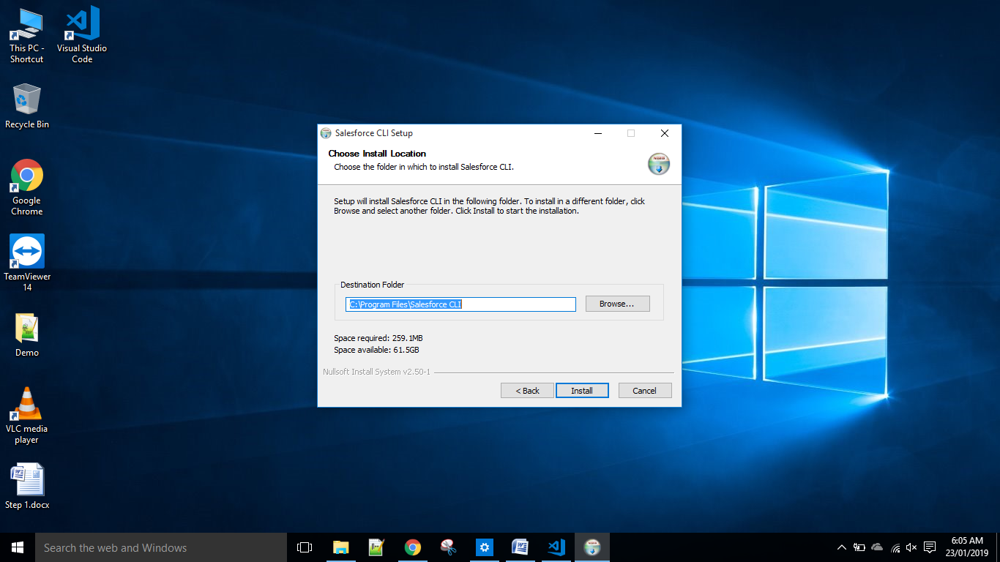 This PC -
Shortcut
Visual Studio
Code
Recycle Bin
Google
Chrome
TeamViewer
14
Demo
VLC media
player
Step 1.docx
Salesforce CLI Setup
Choose Install Location
Choose the folder in which to install Salesforce CLI.
Setup will install Salesforce CLI in the following folder. To install in a different folder, click
Browse and select another folder. Click Install to start the installation.
Destination Folder
C:\Program Files\Salesforce CLI
Browse...
Space required: 259.1MB
Space available: 61.5GB
Nullsoft Install System v2.50-1
< Back
Install
Cancel
Search the web and Windows
6:05 AM
23/01/2019